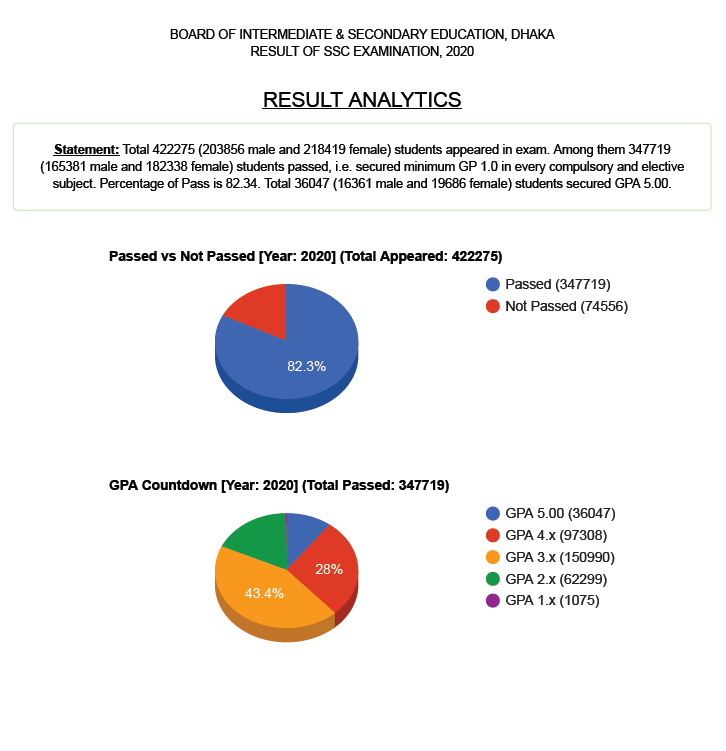 BOARD OF INTERMEDIATE & SECONDARY EDUCATION, DHAKA
RESULT OF SSC EXAMINATION, 2020
RESULT ANALYTICS
Statement: Total 422275 (203856 male and 218419 female) students appeared in exam. Among them 347719
(165381 male and 182338 female) students passed, i.e. secured minimum GP 1.0 in every compulsory and elective
subject. Percentage of Pass is 82.34. Total 36047 (16361 male and 19686 female) students secured GPA 5.00.
Passed vs Not Passed [Year: 2020] (Total Appeared: 422275)
Passed (347719)
Not Passed (74556)
82.3%
GPA Countdown [Year: 2020] (Total Passed: 347719)
GPA 5.00 (36047)
GPA 4.x (97308)
GPA 3.x (150990)
GPA 2.x (62299)
GPA 1.x (1075)
28%
43.4%